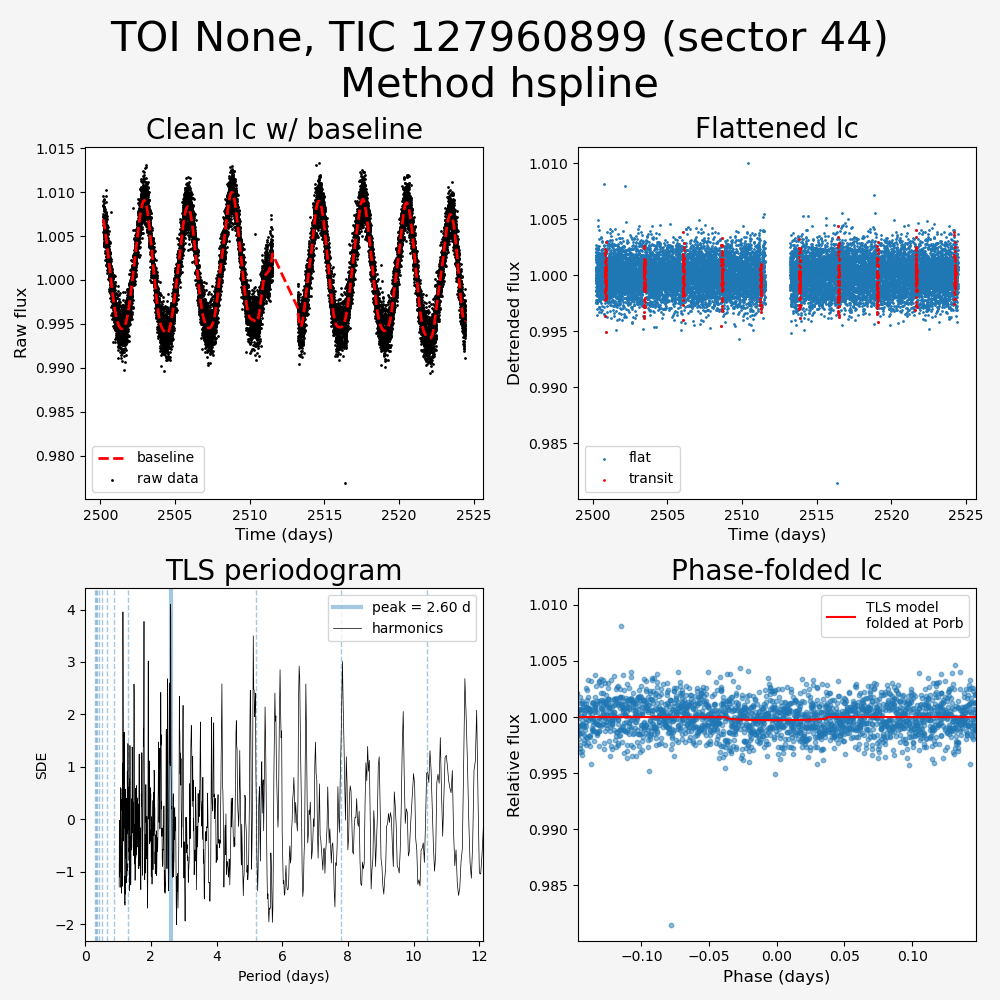 TOI None, TIC 127960899 (sector 44)
Method hspline
Clean lc w/ baseline
Raw flux
1.015
1.010
1.005
1.000
0.995
0.990
0.985
0.980
baseline
raw data
2500
2505
2510
2515
2520
2525
Time (days)
Flattened lc
Detrended flux
1.010
1.005
1.000
0.995
0.990
0.985
flat
transit
2500
2505
2510
2515
2520
2525
Time (days)
TLS periodogram
SDE
4
3
2
1
0
−1
−2
peak = 2.60 d
harmonics
0
2
4
6
8
10
12
Period (days)
Phase-folded lc
Relative flux
1.010
1.005
1.000
0.995
0.990
0.985
TLS model
folded at Porb
−0.10
−0.05
0.00
0.05
0.10
Phase (days)